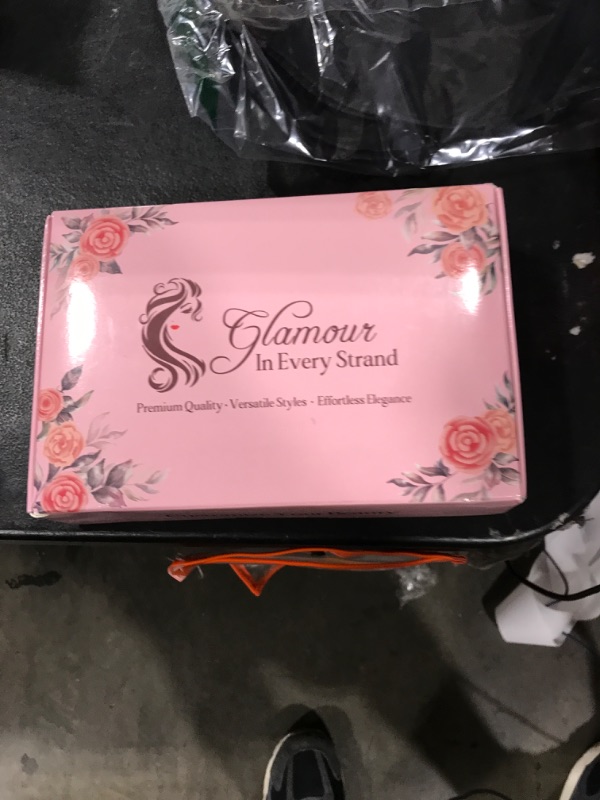 Glamour
In Every Strand
Premium Quality - Versatile Styles - Effortless Elegance